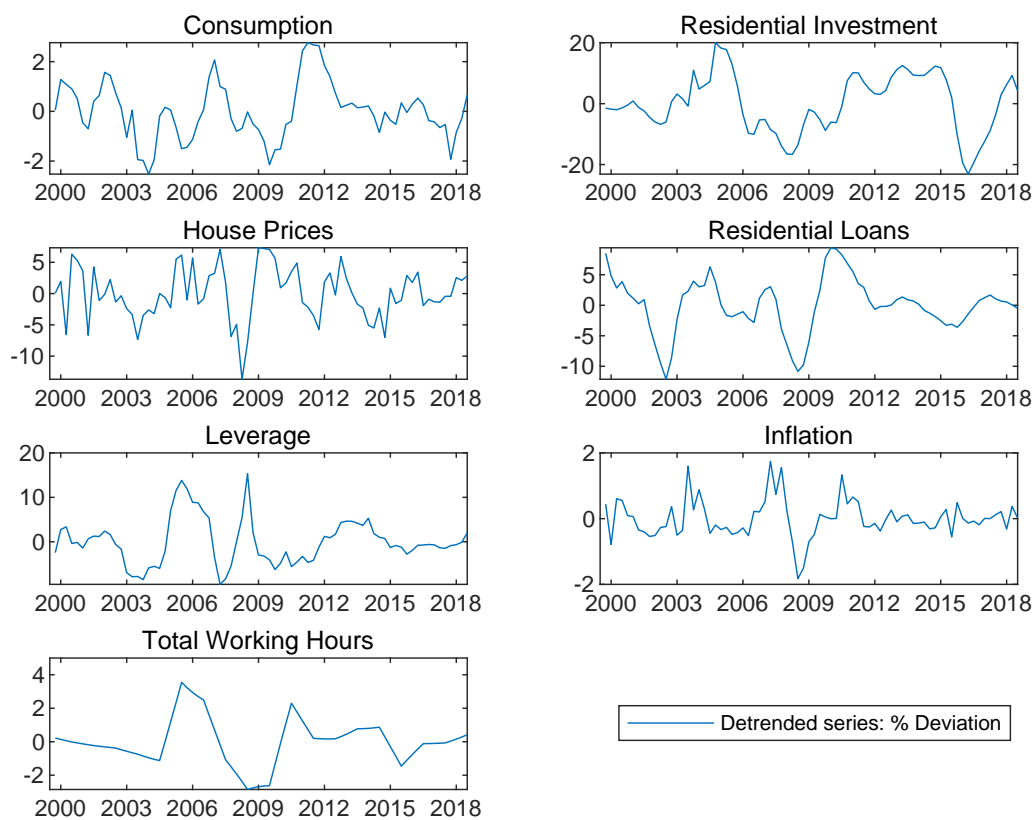 Consumption
2
0
-2
2000 2003 2006 2009 2012 2015 2018
Residential Investment
20
0
-20
2000 2003 2006 2009 2012 2015 2018
House Prices
5
0
-5
-10
2000 2003 2006 2009 2012 2015 2018
Residential Loans
5
0
-5
-10
2000 2003 2006 2009 2012 2015 2018
Leverage
20
10
0
2000 2003 2006 2009 2012 2015 2018
Inflation
2
0
-2
2000 2003 2006 2009 2012 2015 2018
Total Working Hours
4
2
0
-2
2000 2003 2006 2009 2012 2015 2018
Detrended series: % Deviation